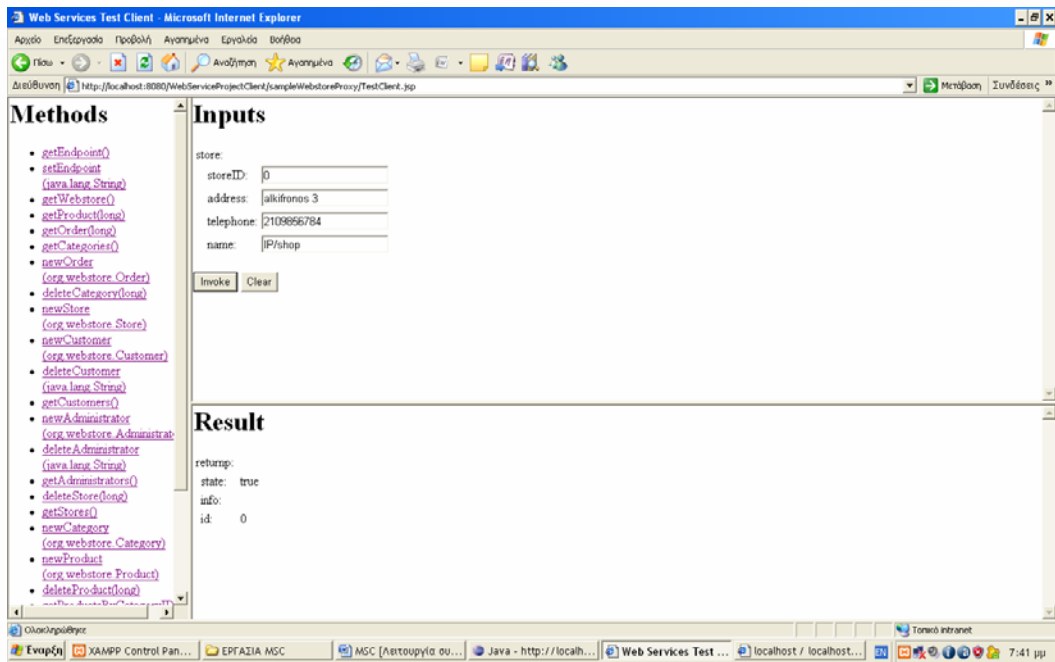 Web Services Test Client - Microsoft Internet Explorer
Αρχείο Επεξεργασία Προβολή Αγαπημένα Εργαλεία Βοήθεια
Πίσω Αναζήτηση Αγαπημένα
Διεύθυνση http://localhost:8080/WebServiceProjectClient/sampleWebstoreProxy/TestClient.jsp Μετάβαση Συνδέσεις »
Methods
getEndpoint()
setEndpoint
(java.lang.String)
getWebstore()
getProduct(long)
getOrder(long)
getCategories()
newOrder
(org.webstore.Order)
deleteCategory(long)
newStore
(org.webstore.Store)
newCustomer
(org.webstore.Customer)
deleteCustomer
(java.lang.String)
getCustomers()
newAdministrator
(org.webstore.Administrat
deleteAdministrator
(java.lang.String)
getAdministrators()
deleteStore(long)
getStores()
newCategory
(org.webstore.Category)
newProduct
(org.webstore.Product)
deleteProduct(long)
Inputs
store:
storeID: 0
address: alkifronos 3
telephone: 2109856784
name: IP/shop
Invoke Clear
Result
returnp:
state: true
info:
id: 0
Ολοκληρώθηκε Τοπικό intranet
Έναρξη XAMPP Control Pan... ΕΡΓΑΣΙΑ MSC MSC [Λειτουργία συ... Java - http://localh... Web Services Test ... localhost / localhost... EN 7:41 μμ